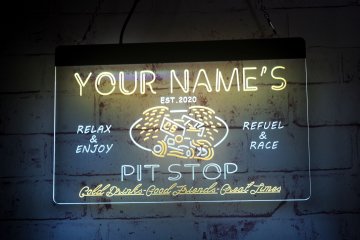 YOUR NAME'S
EST. 2020
RELAX
&
ENJOY
REFUEL
&
RACE
PIT STOP
Cold Drinks-Good Friends-Great Times